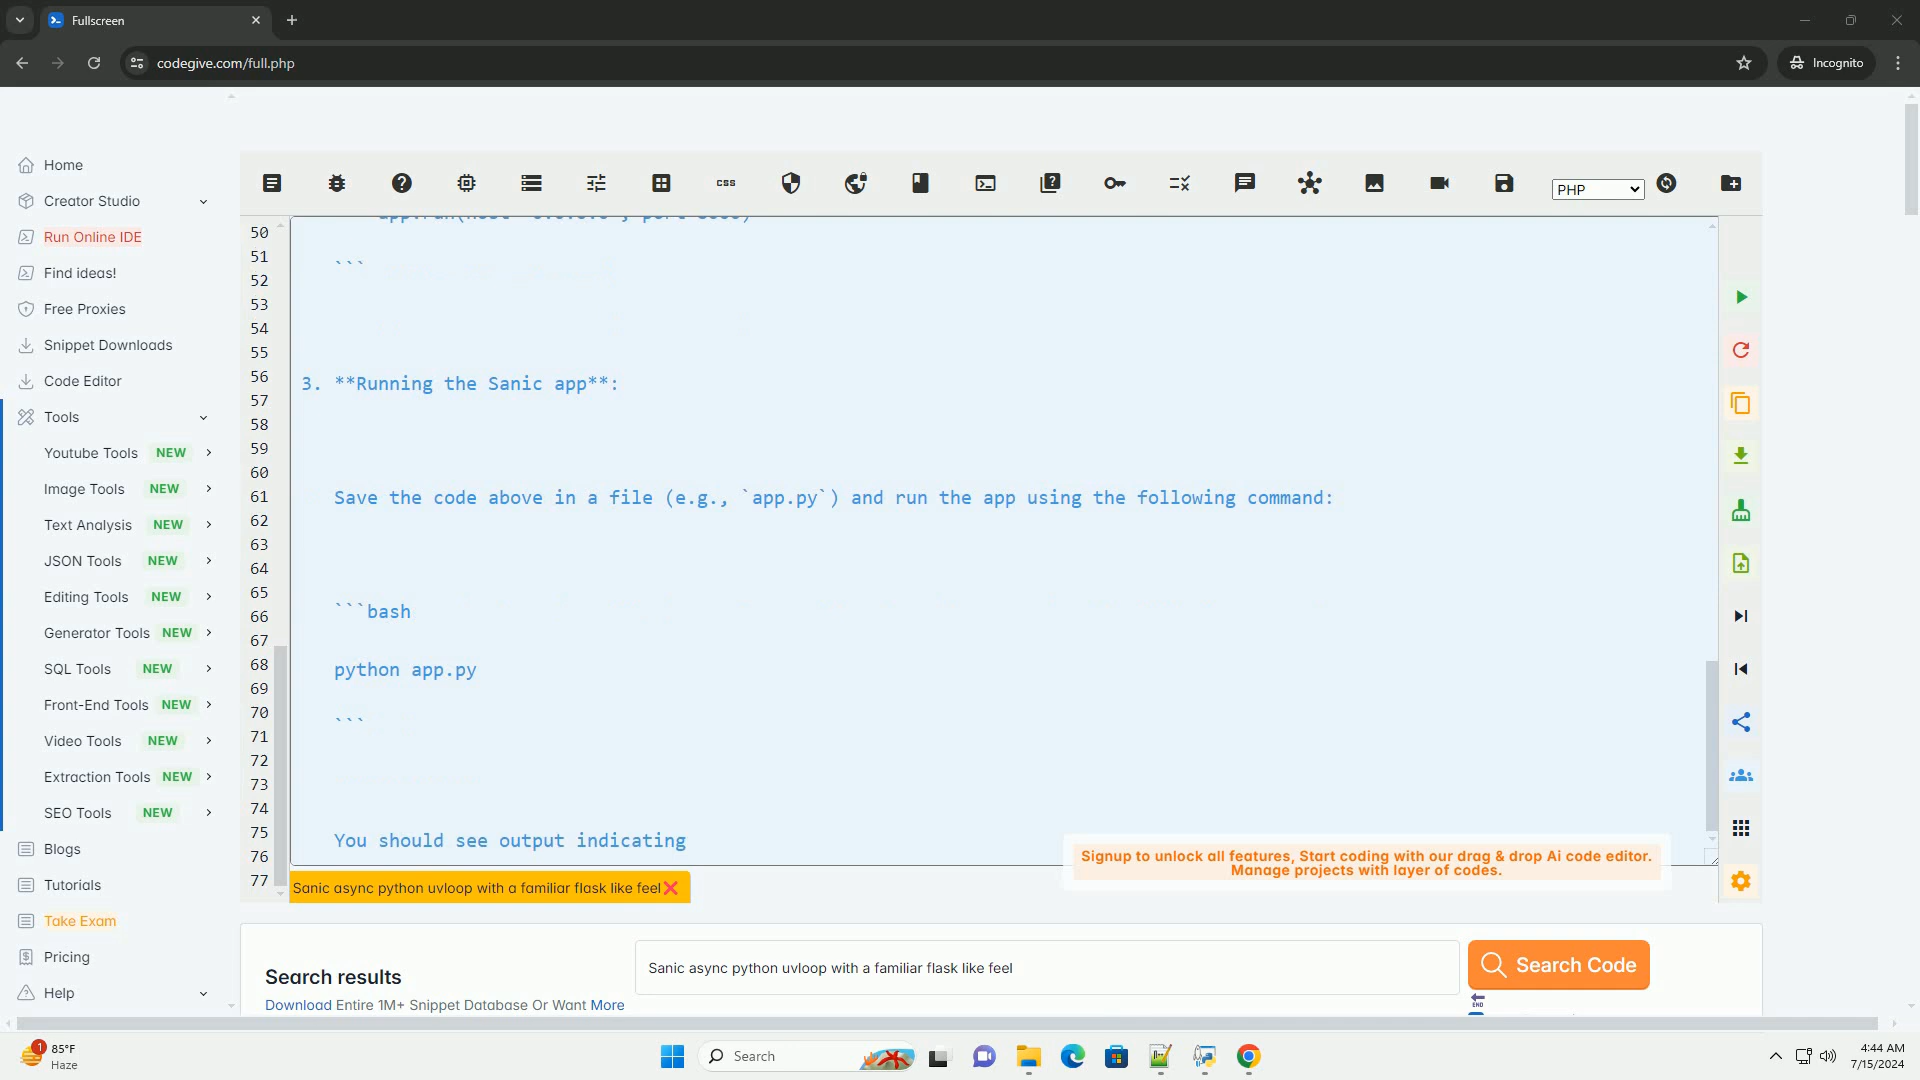 Fullscreen
codegive.com/full.php
Incognito
Home
Creator Studio
Run Online IDE
Find ideas!
Free Proxies
Snippet Downloads
Code Editor
Tools
Youtube Tools NEW
Image Tools NEW
Text Analysis NEW
JSON Tools NEW
Editing Tools NEW
Generator Tools NEW
SQL Tools NEW
Front-End Tools NEW
Video Tools NEW
Extraction Tools NEW
SEO Tools NEW
Blogs
Tutorials
Take Exam
Pricing
Help
css
PHP
50
51
52
53
54
55
56
57
58
59
60
61
62
63
64
65
66
67
68
69
70
71
72
73
74
75
76
77
```
3. **Running the Sanic app**:
Save the code above in a file (e.g., `app.py`) and run the app using the following command:
```bash
python app.py
```
You should see output indicating
Signup to unlock all features, Start coding with our drag & drop Ai code editor.
Manage projects with layer of codes.
Sanic async python uvloop with a familiar flask like feel
Search results
Download Entire 1M+ Snippet Database Or Want More
Sanic async python uvloop with a familiar flask like feel
Search Code
END
1
85°F
Haze
Search
4:44 AM
7/15/2024